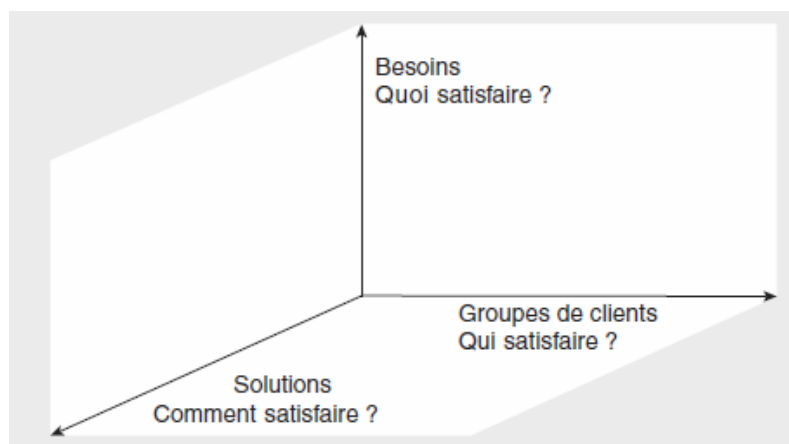 Besoins
Quoi satisfaire ?
Groupes de clients
Qui satisfaire ?
Solutions
Comment satisfaire ?